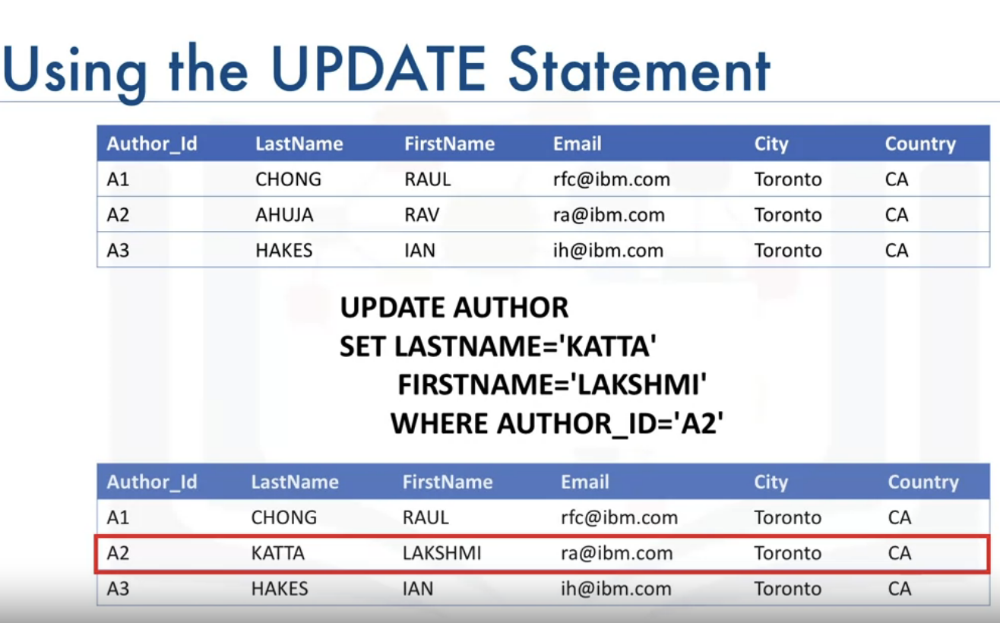 Using the UPDATE Statement
Author_Id LastName FirstName Email City Country
A1 CHONG RAUL rfc@ibm.com Toronto CA
A2 AHUJA RAV ra@ibm.com Toronto CA
A3 HAKES IAN ih@ibm.com Toronto CA
UPDATE AUTHOR
SET LASTNAME='KATTA'
FIRSTNAME='LAKSHMI'
WHERE AUTHOR_ID='A2'
Author_Id LastName FirstName Email City Country
A1 CHONG RAUL rfc@ibm.com Toronto CA
A2 KATTA LAKSHMI ra@ibm.com Toronto CA
A3 HAKES IAN ih@ibm.com Toronto CA